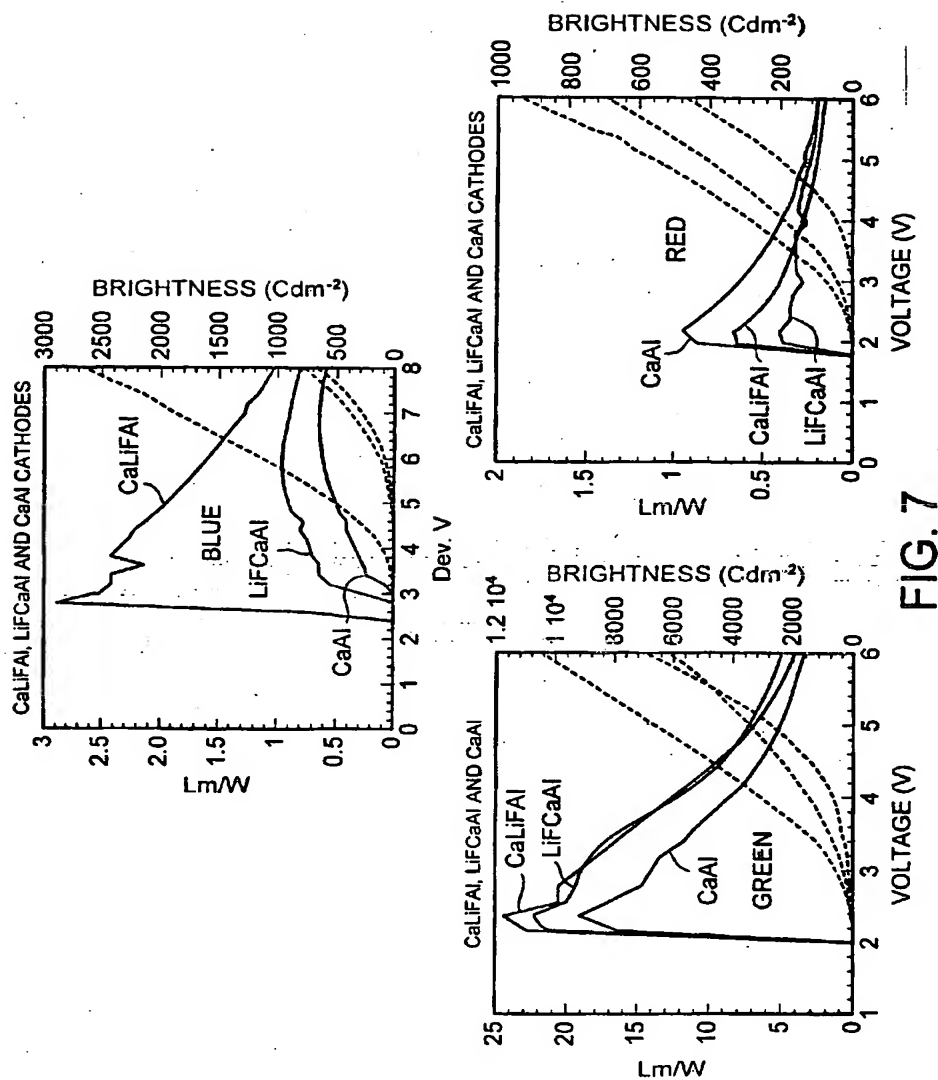 CaLiFAl, LiFCaAl AND CaAl CATHODES
BRIGHTNESS (Cdm-2)
3000
2500
2000
1500
1000
500
0
3
2.5
2.0
1.5
1
0.5
0
Lm/W
CaLiFAl
BLUE
LiFCaAl
CaAl
0 1 2 3 4 5 6 7 8
Dev. V
CaLiFAl, LiFCaAl AND CaAl
BRIGHTNESS (Cdm-2)
1.2 10^4
1 10^4
8000
6000
4000
2000
0
25
20
15
10
5
0
Lm/W
CaLiFAl
LiFCaAl
CaAl
GREEN
1 2 3 4 5 6
VOLTAGE (V)
CaLiFAl, LiFCaAl AND CaAl CATHODES
BRIGHTNESS (Cdm-2)
1000
800
600
400
200
0
2
1.5
1
0.5
0
Lm/W
RED
CaAl
CaLiFAl
LiFCaAl
0 1 2 3 4 5 6
VOLTAGE (V)
FIG. 7